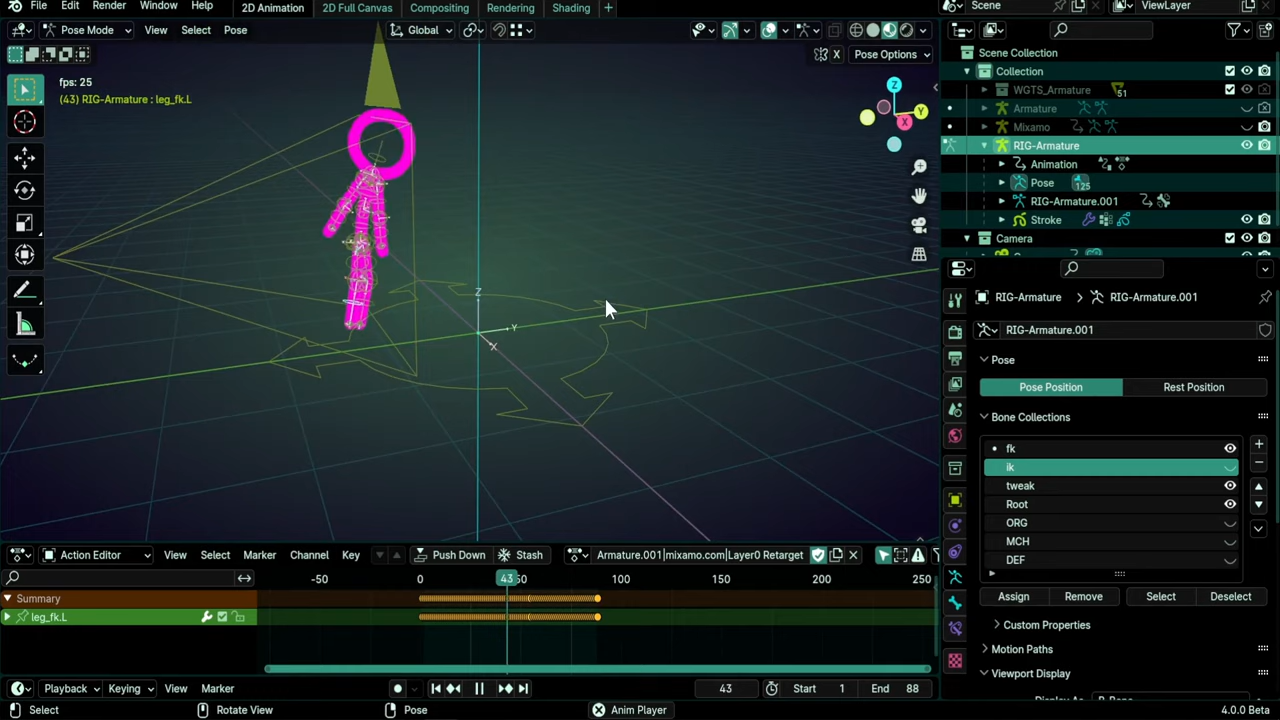 File Edit Render Window Help 2D Animation 2D Full Canvas Compositing Rendering Shading + Scene ViewLayer
Pose Mode View Select Pose Global
X Pose Options
fps: 25
(43) RIG-Armature : leg_fk.L
Z
Y
X
Z
Y
X
Scene Collection
Collection
WGTS_Armature 51
Armature
Mixamo
RIG-Armature
Animation
Pose 125
RIG-Armature.001
Stroke
Camera
RIG-Armature > RIG-Armature.001
RIG-Armature.001
Pose
Pose Position Rest Position
Bone Collections
fk
ik
tweak
Root
ORG
MCH
DEF
Assign Remove Select Deselect
Custom Properties
Motion Paths
Viewport Display
Action Editor View Select Marker Channel Key Push Down Stash Armature.001|mixamo.com|Layer0 Retarget
-50 0 43 50 100 150 200 250
Summary
leg_fk.L
Playback Keying View Marker 43 Start 1 End 88
Select Rotate View Pose Anim Player 4.0.0 Beta